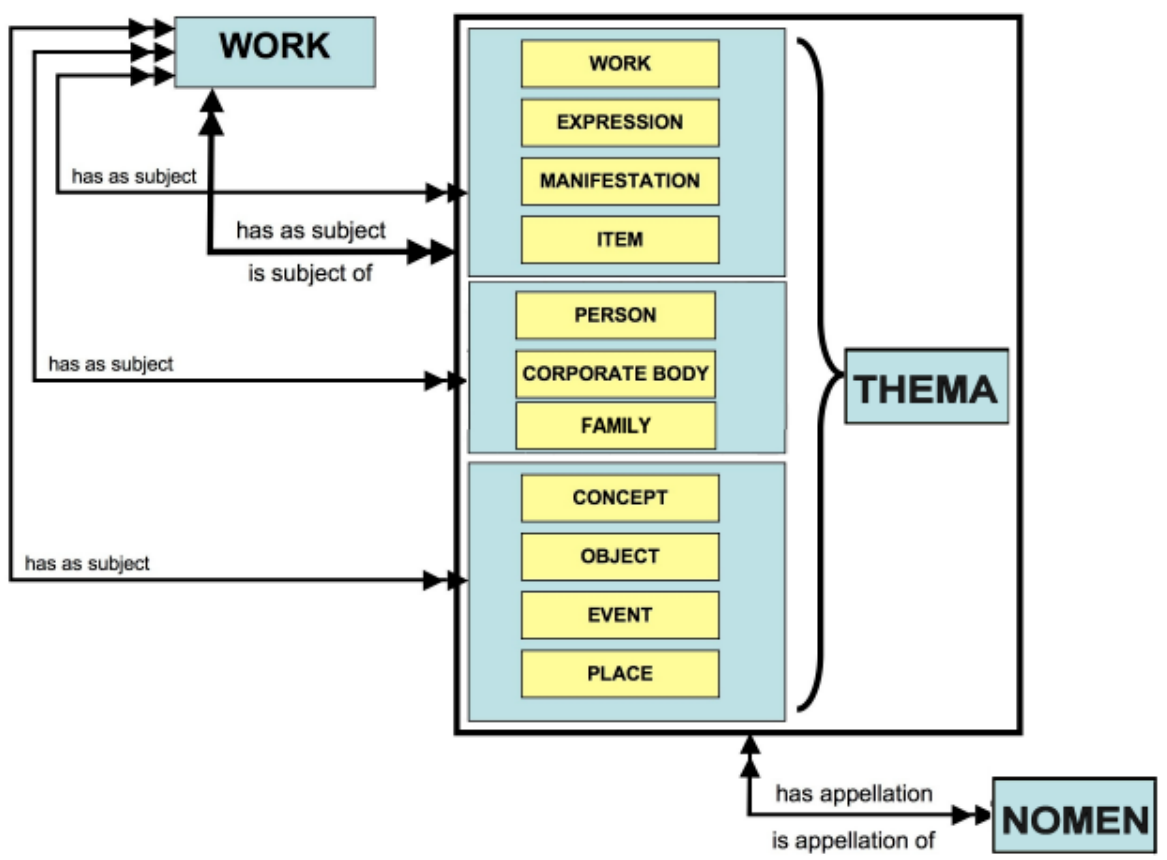 WORK
WORK
EXPRESSION
MANIFESTATION
has as subject
has as subject
ITEM
is subject of
PERSON
has as subject
CORPORATE BODY
THEMA
FAMILY
CONCEPT
OBJECT
has as subject
EVENT
PLACE
has appellation
NOMEN
is appellation of